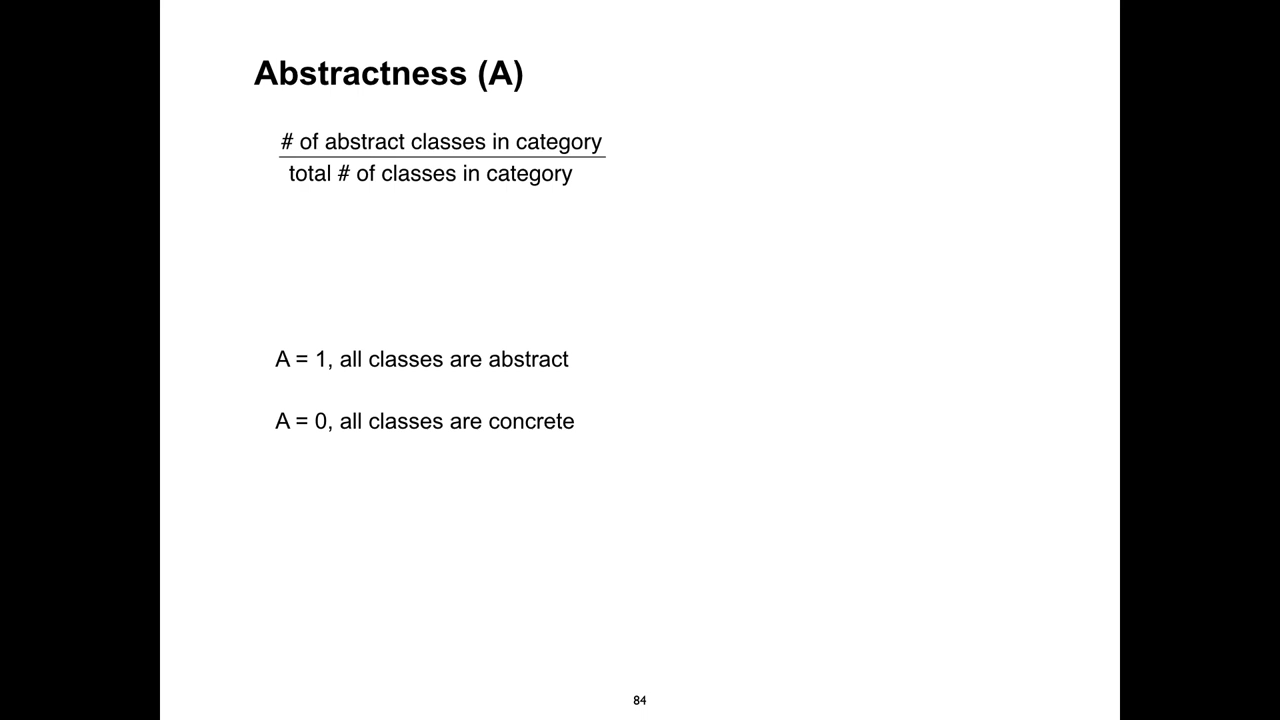 Abstractness (A)
# of abstract classes in category
total # of classes in category
A = 1, all classes are abstract
A = 0, all classes are concrete
84